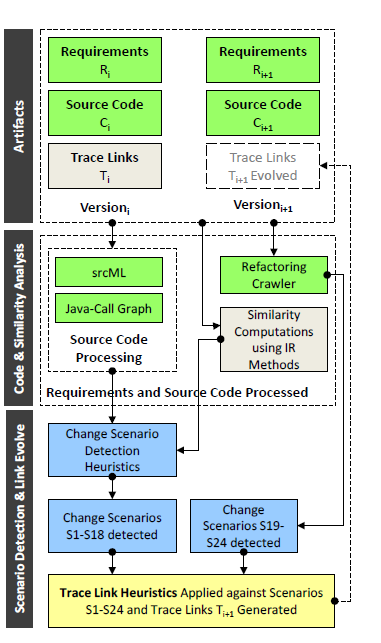 Artifacts
Requirements
Ri
Requirements
Ri+1
Source Code
Ci
Source Code
Ci+1
Trace Links
Ti
Trace Links
Ti+1 Evolved
Versioni
Versioni+1
Code & Similarity Analysis
srcML
Java-Call Graph
Source Code
Processing
Refactoring
Crawler
Similarity
Computations
using IR
Methods
Requirements and Source Code Processed
Scenario Detection & Link Evolve
Change Scenario
Detection
Heuristics
Change Scenarios
S1-S18 detected
Change
Scenarios S19-
S24 detected
Trace Link Heuristics Applied against Scenarios
S1-S24 and Trace Links Ti+1 Generated